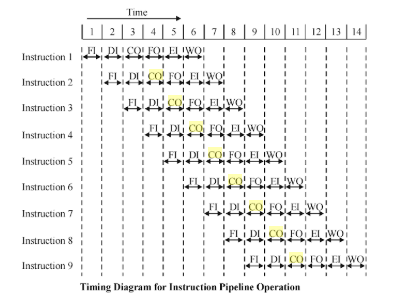 Time
1 2 3 4 5 6 7 8 9 10 11 12 13 14
Instruction 1 FI DI CO FO EI WO
Instruction 2 FI DI CO FO EI WO
Instruction 3 FI DI CO FO EI WO
Instruction 4 FI DI CO FO EI WO
Instruction 5 FI DI CO FO EI WO
Instruction 6 FI DI CO FO EI WO
Instruction 7 FI DI CO FO EI WO
Instruction 8 FI DI CO FO EI WO
Instruction 9 FI DI CO FO EI WO
Timing Diagram for Instruction Pipeline Operation